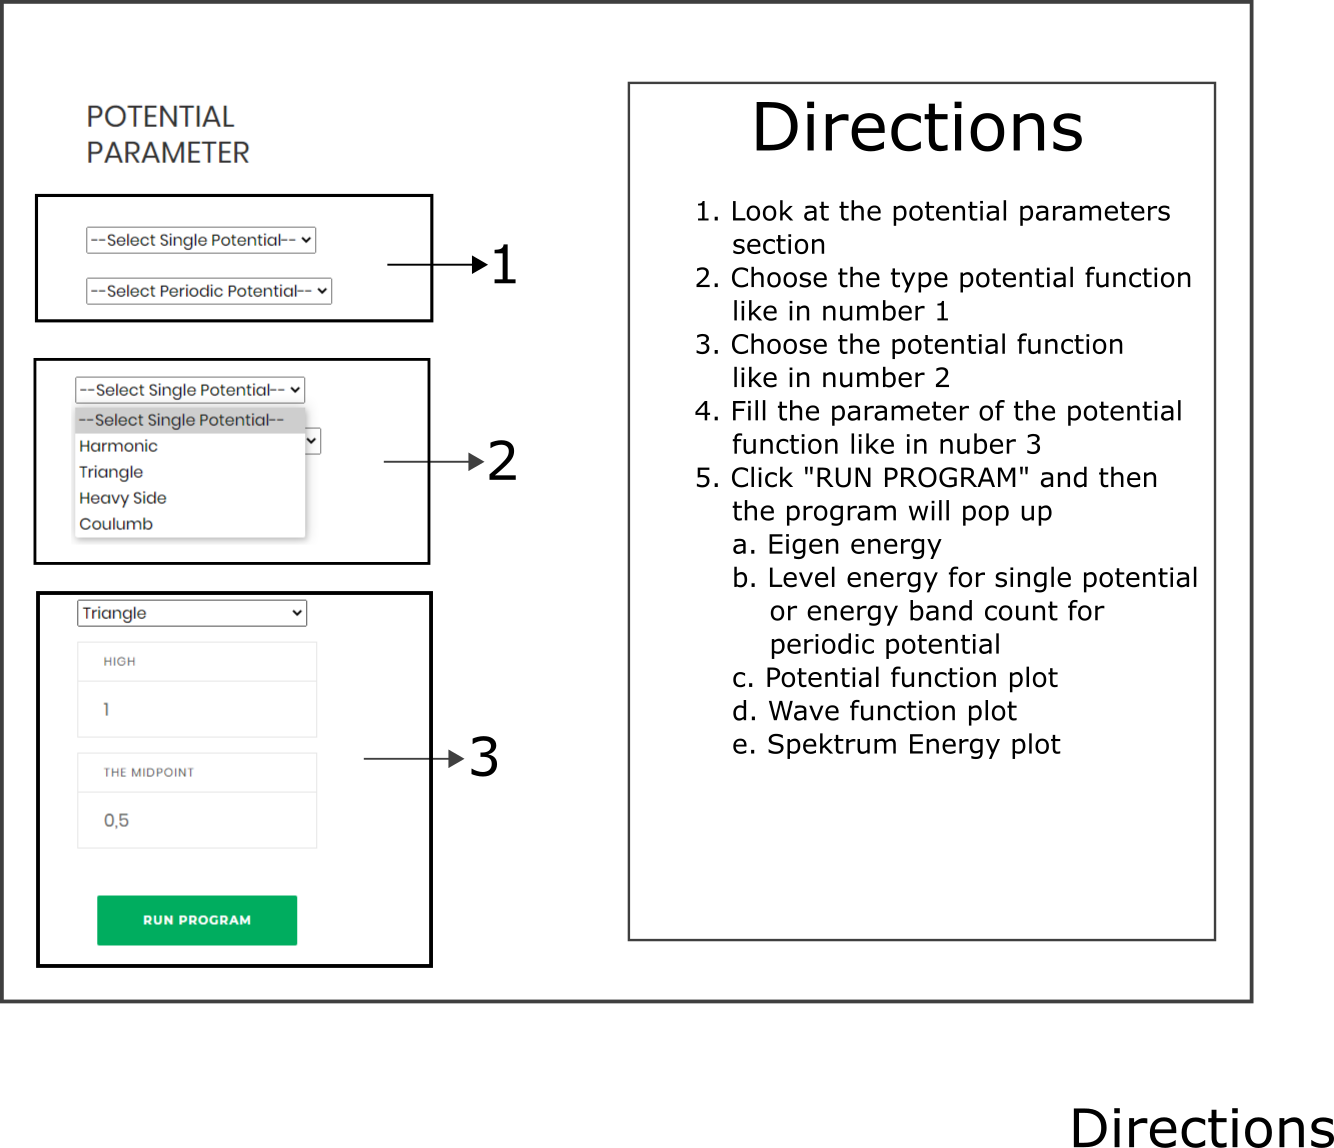 POTENTIAL
PARAMETER
--Select Single Potential--
--Select Periodic Potential--
1
--Select Single Potential--
--Select Single Potential--
Harmonic
Triangle
Heavy Side
Coulumb
2
Triangle
HIGH
1
THE MIDPOINT
0,5
RUN PROGRAM
3
Directions
1. Look at the potential parameters
section
2. Choose the type potential function
like in number 1
3. Choose the potential function
like in number 2
4. Fill the parameter of the potential
function like in nuber 3
5. Click "RUN PROGRAM" and then
the program will pop up
a. Eigen energy
b. Level energy for single potential
or energy band count for
periodic potential
c. Potential function plot
d. Wave function plot
e. Spektrum Energy plot
Directions